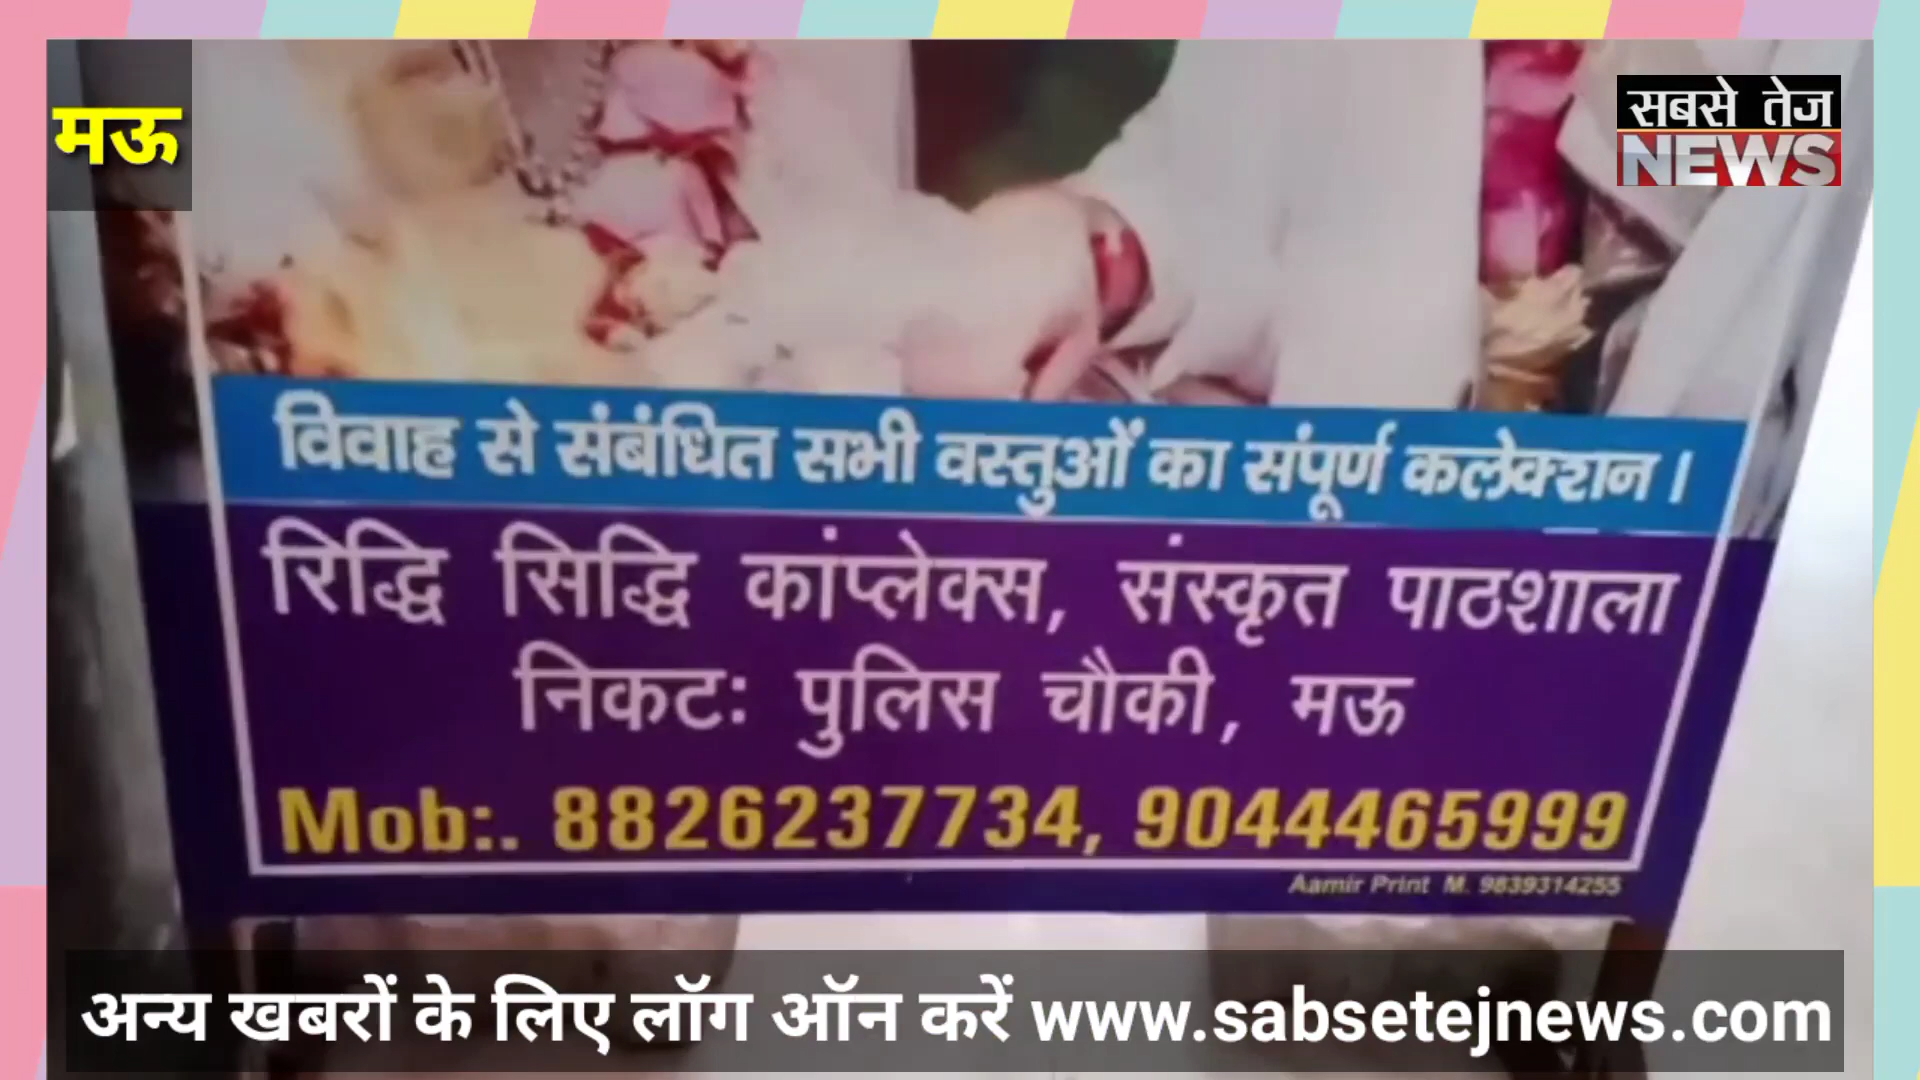 मऊ
सबसे तेज
NEWS
विवाह से संबंधित सभी वस्तुओं का संपूर्ण कलेक्शन।
रिद्धि सिद्धि कांप्लेक्स, संस्कृत पाठशाला
निकटः पुलिस चौकी, मऊ
Mob:. 8826237734, 9044465999
Aamir Print M. 9839314255
अन्य खबरों के लिए लॉग ऑन करें www.sabsetejnews.com